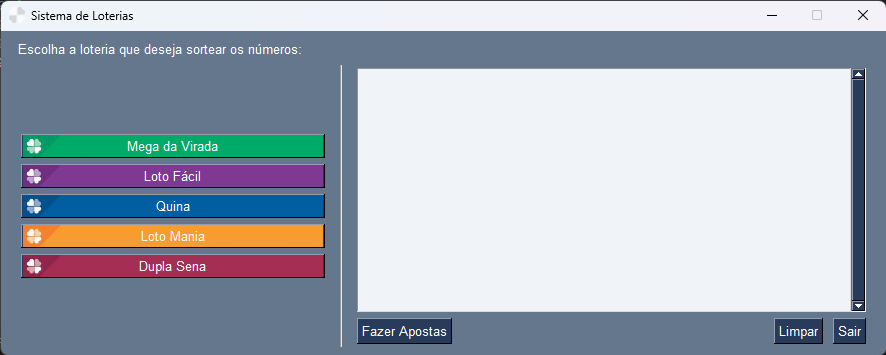 Sistema de Loterias
Escolha a loteria que deseja sortear os números:
Mega da Virada
Loto Fácil
Quina
Loto Mania
Dupla Sena
Fazer Apostas
Limpar
Sair